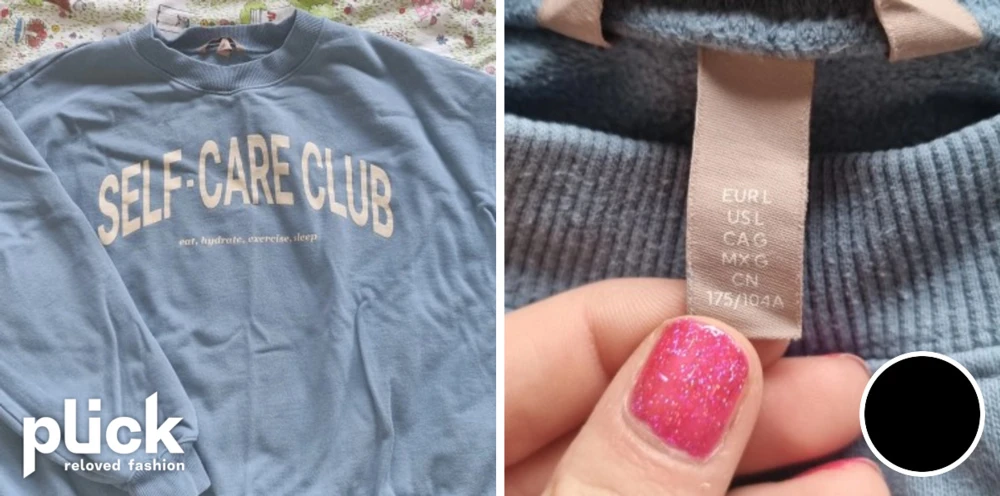 SELF-CARE CLUB
eat, hydrate, exercise, sleep
plick
reloved fashion
EUR L
US L
CA G
MX G
CN
175/104A